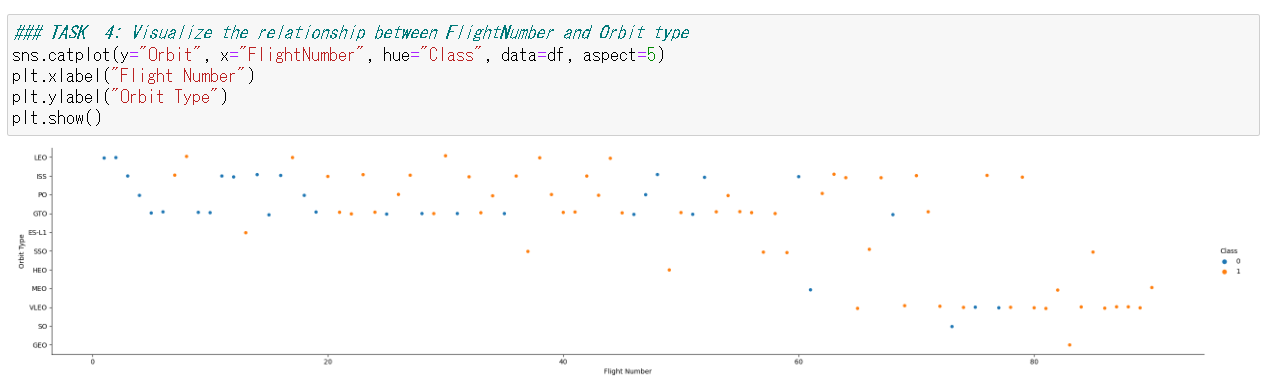 ### TASK  4: Visualize the relationship between FlightNumber and Orbit type
sns.catplot(y="Orbit", x="FlightNumber", hue="Class", data=df, aspect=5)
plt.xlabel("Flight Number")
plt.ylabel("Orbit Type")
plt.show()
LEO
ISS
PO
GTO
ES-L1
SSO
HEO
MEO
VLEO
SO
GEO
Orbit Type
0 20 40 60 80
Flight Number
Class
0
1